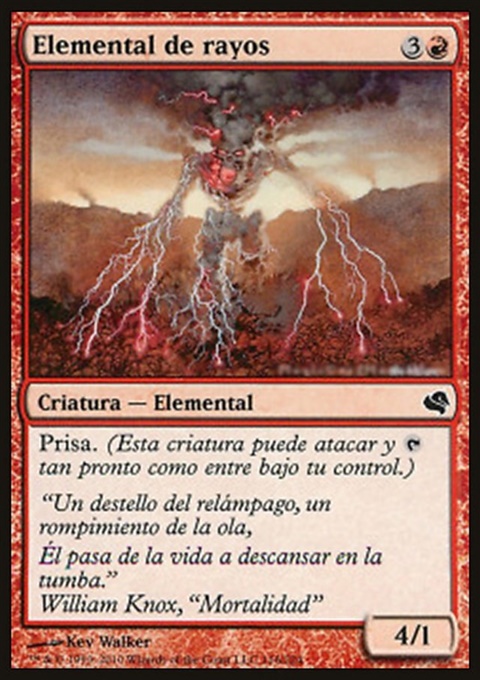 Elemental de rayos 3
Criatura — Elemental
Prisa. (Esta criatura puede atacar y
tan pronto como entre bajo tu control.)
“Un destello del relámpago, un
rompimiento de la ola,
Él pasa de la vida a descansar en la
tumba.”
William Knox, “Mortalidad”
Kev Walker
4/1